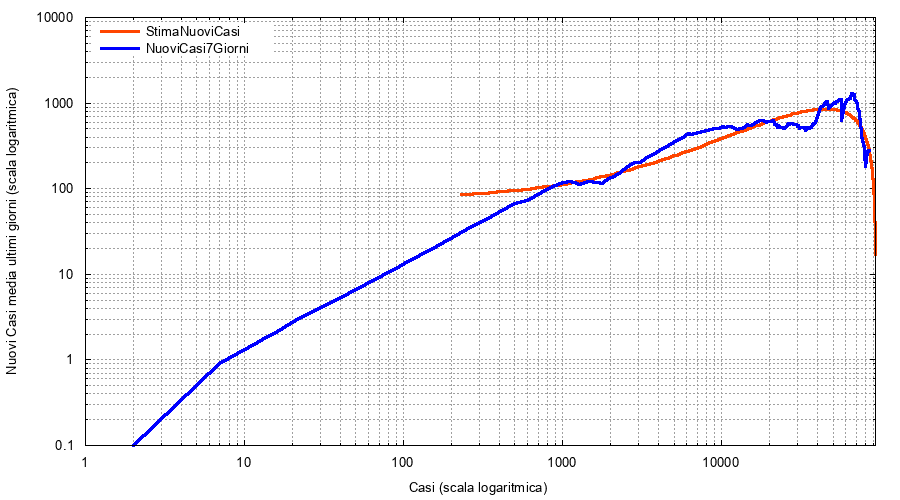 10000
1000
100
10
1
0.1
StimaNuoviCasi
NuoviCasi7Giorni
Nuovi Casi media ultimi giorni (scala logaritmica)
1
10
100
1000
10000
Casi (scala logaritmica)